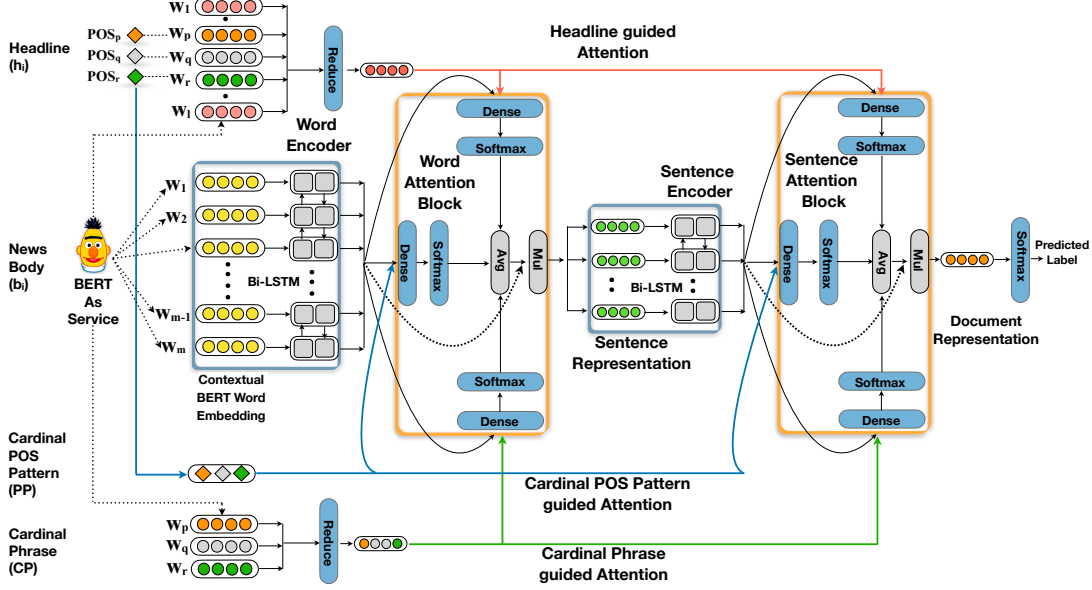 Headline
(hᵢ)
POSₚ
POS_q
POSᵣ
W₁
Wₚ
W_q
Wᵣ
W_l
Reduce
Headline guided
Attention
Word
Encoder
W₁
W₂
Wₘ₋₁
Wₘ
Bi-LSTM
Contextual
BERT Word
Embedding
News
Body
(bᵢ)
BERT
As
Service
Word
Attention
Block
Dense
Softmax
Dense
Softmax
Avg
Mul
Softmax
Dense
Sentence
Encoder
Bi-LSTM
Sentence
Representation
Sentence
Attention
Block
Dense
Softmax
Dense
Softmax
Avg
Mul
Softmax
Dense
Softmax
Predicted
Label
Document
Representation
Cardinal
POS
Pattern
(PP)
Cardinal POS Pattern
guided Attention
Cardinal
Phrase
(CP)
Wₚ
W_q
Wᵣ
Reduce
Cardinal Phrase
guided Attention